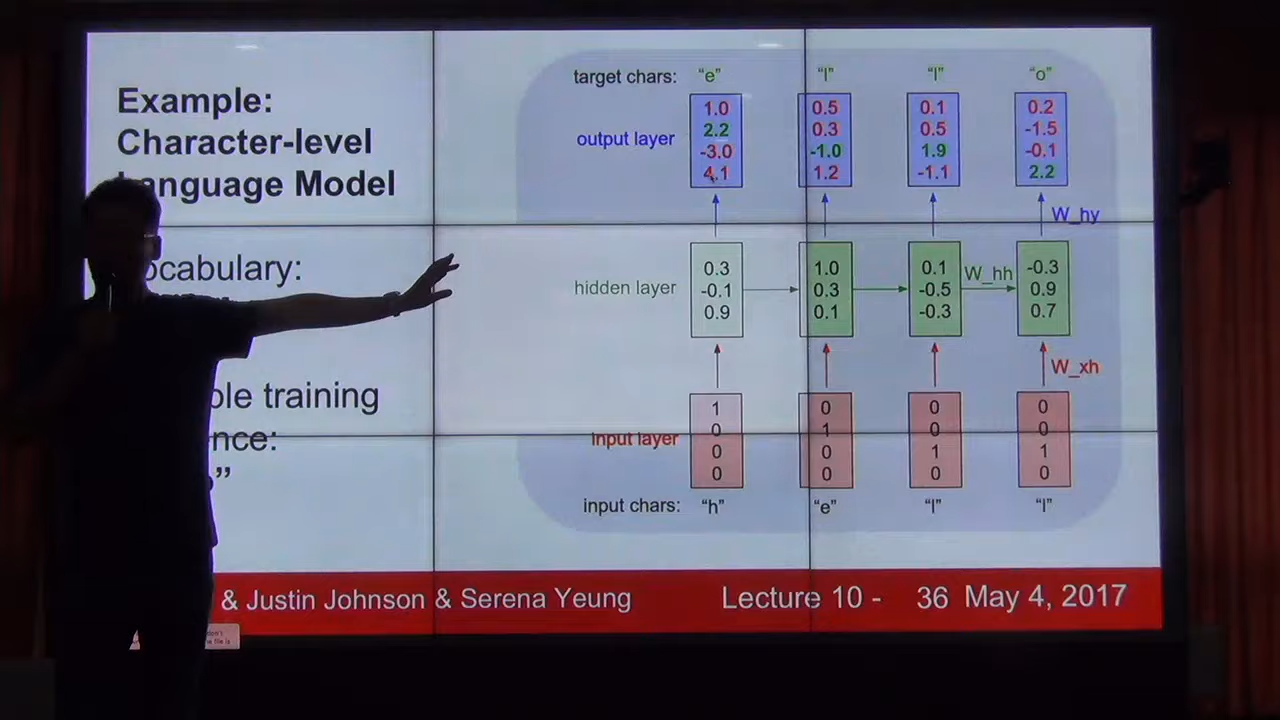 Example:
Character-level
Language Model
ocabulary:
ple training
nce:
”
target chars: “e” “l” “l” “o”
output layer
1.0 0.5 0.1 0.2
2.2 0.3 0.5 -1.5
-3.0 -1.0 1.9 -0.1
4.1 1.2 -1.1 2.2
W_hy
hidden layer
0.3 1.0 0.1 -0.3
-0.1 0.3 -0.5 0.9
0.9 0.1 -0.3 0.7
W_hh
W_xh
input layer
1 0 0 0
0 1 0 0
0 0 1 1
0 0 0 0
input chars: “h” “e” “l” “l”
& Justin Johnson & Serena Yeung
Lecture 10 - 36 May 4, 2017